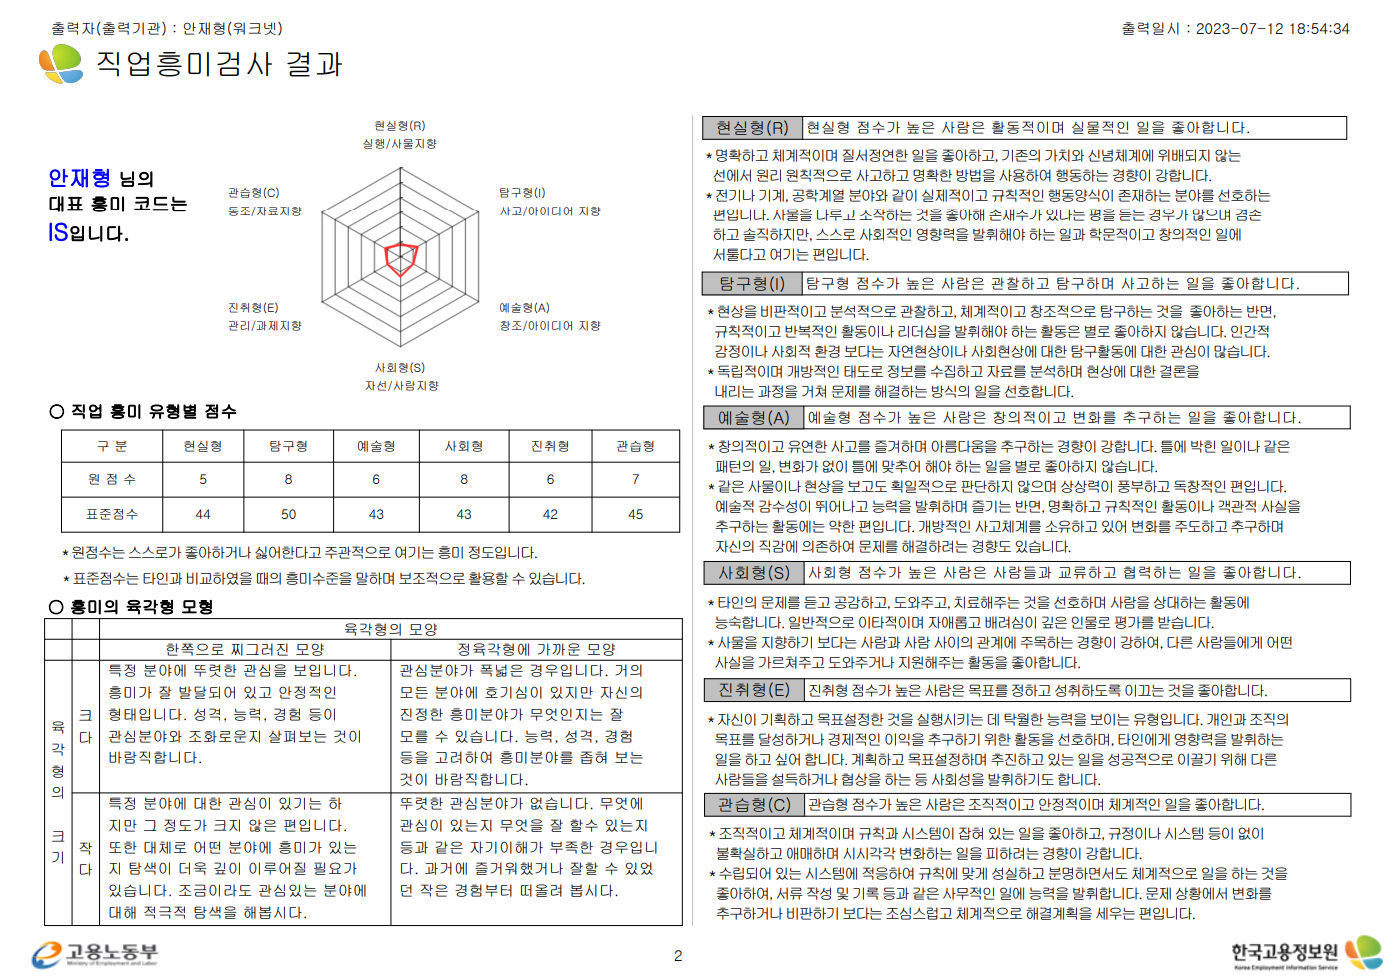 출력자(출력기관) : 안재형(워크넷)
출력일시 : 2023-07-12 18:54:34
직업흥미검사 결과
안재형 님의
대표 흥미 코드는
IS입니다.
현실형(R)
실행/사물지향
관습형(C)
동조/자료지향
탐구형(I)
사고/아이디어 지향
진취형(E)
관리/과제지향
예술형(A)
창조/아이디어 지향
사회형(S)
자선/사람지향
○ 직업 흥미 유형별 점수
구 분 현실형 탐구형 예술형 사회형 진취형 관습형
원 점 수 5 8 6 8 6 7
표준점수 44 50 43 43 42 45
* 원점수는 스스로가 좋아하거나 싫어한다고 주관적으로 여기는 흥미 정도입니다.
* 표준점수는 타인과 비교하였을 때의 흥미수준을 말하며 보조적으로 활용할 수 있습니다.
○ 흥미의 육각형 모형
육각형의 모양
한쪽으로 찌그러진 모양 정육각형에 가까운 모양
육각형의 크기
크다
특정 분야에 뚜렷한 관심을 보입니다.
흥미가 잘 발달되어 있고 안정적인
형태입니다. 성격, 능력, 경험 등이
관심분야와 조화로운지 살펴보는 것이
바람직합니다.
관심분야가 폭넓은 경우입니다. 거의
모든 분야에 호기심이 있지만 자신의
진정한 흥미분야가 무엇인지는 잘
모를 수 있습니다. 능력, 성격, 경험
등을 고려하여 흥미분야를 좁혀 보는
것이 바람직합니다.
작다
특정 분야에 대한 관심이 있기는 하
지만 그 정도가 크지 않은 편입니다.
또한 대체로 어떤 분야에 흥미가 있는
지 탐색이 더욱 깊이 이루어질 필요가
있습니다. 조금이라도 관심있는 분야에
대해 적극적 탐색을 해봅시다.
뚜렷한 관심분야가 없습니다. 무엇에
관심이 있는지 무엇을 잘 할수 있는지
등과 같은 자기이해가 부족한 경우입니
다. 과거에 즐거워했거나 잘할 수 있었
던 작은 경험부터 떠올려 봅시다.
현실형(R) 현실형 점수가 높은 사람은 활동적이며 실물적인 일을 좋아합니다.
* 명확하고 체계적이며 질서정연한 일을 좋아하고, 기존의 가치와 신념체계에 위배되지 않는
선에서 원리 원칙적으로 사고하고 명확한 방법을 사용하여 행동하는 경향이 강합니다.
* 전기나 기계, 공학계열 분야와 같이 실제적이고 규칙적인 행동양식이 존재하는 분야를 선호하는
편입니다. 사물을 나루고 소작하는 것을 좋아해 손재수가 있나는 평을 듣는 경우가 많으며 겸손
하고 솔직하지만, 스스로 사회적인 영향력을 발휘해야 하는 일과 학문적이고 창의적인 일에
서툴다고 여기는 편입니다.
탐구형(I) 탐구형 점수가 높은 사람은 관찰하고 탐구하며 사고하는 일을 좋아합니다.
* 현상을 비판적이고 분석적으로 관찰하고, 체계적이고 창조적으로 탐구하는 것을 좋아하는 반면,
규칙적이고 반복적인 활동이나 리더십을 발휘해야 하는 활동은 별로 좋아하지 않습니다. 인간적
감정이나 사회적 환경 보다는 자연현상이나 사회현상에 대한 탐구활동에 대한 관심이 많습니다.
* 독립적이며 개방적인 태도로 정보를 수집하고 자료를 분석하며 현상에 대한 결론을
내리는 과정을 거쳐 문제를 해결하는 방식의 일을 선호합니다.
예술형(A) 예술형 점수가 높은 사람은 창의적이고 변화를 추구하는 일을 좋아합니다.
* 창의적이고 유연한 사고를 즐겨하며 아름다움을 추구하는 경향이 강합니다. 틀에 박힌 일이나 같은
패턴의 일, 변화가 없이 틀에 맞추어 해야 하는 일을 별로 좋아하지 않습니다.
* 같은 사물이나 현상을 보고도 획일적으로 판단하지 않으며 상상력이 풍부하고 독창적인 편입니다.
예술적 감수성이 뛰어나고 능력을 발휘하며 즐기는 반면, 명확하고 규칙적인 활동이나 객관적 사실을
추구하는 활동에는 약한 편입니다. 개방적인 사고체계를 소유하고 있어 변화를 주도하고 추구하며
자신의 직감에 의존하여 문제를 해결하려는 경향도 있습니다.
사회형(S) 사회형 점수가 높은 사람은 사람들과 교류하고 협력하는 일을 좋아합니다.
* 타인의 문제를 듣고 공감하고, 도와주고, 치료해주는 것을 선호하며 사람을 상대하는 활동에
능숙합니다. 일반적으로 이타적이며 자애롭고 배려심이 깊은 인물로 평가를 받습니다.
* 사물을 지향하기 보다는 사람과 사람 사이의 관계에 주목하는 경향이 강하여, 다른 사람들에게 어떤
사실을 가르쳐주고 도와주거나 지원해주는 활동을 좋아합니다.
진취형(E) 진취형 점수가 높은 사람은 목표를 정하고 성취하도록 이끄는 것을 좋아합니다.
* 자신이 기획하고 목표설정한 것을 실행시키는 데 탁월한 능력을 보이는 유형입니다. 개인과 조직의
목표를 달성하거나 경제적인 이익을 추구하기 위한 활동을 선호하며, 타인에게 영향력을 발휘하는
일을 하고 싶어 합니다. 계획하고 목표설정하며 추진하고 있는 일을 성공적으로 이끌기 위해 다른
사람들을 설득하거나 협상을 하는 등 사회성을 발휘하기도 합니다.
관습형(C) 관습형 점수가 높은 사람은 조직적이고 안정적이며 체계적인 일을 좋아합니다.
* 조직적이고 체계적이며 규칙과 시스템이 잡혀 있는 일을 좋아하고, 규정이나 시스템 등이 없이
불확실하고 애매하며 시시각각 변화하는 일을 피하려는 경향이 강합니다.
* 수립되어 있는 시스템에 적응하여 규칙에 맞게 성실하고 분명하면서도 체계적으로 일을 하는 것을
좋아하여, 서류 작성 및 기록 등과 같은 사무적인 일에 능력을 발휘합니다. 문제 상황에서 변화를
추구하거나 비판하기 보다는 조심스럽고 체계적으로 해결계획을 세우는 편입니다.
고용노동부
Ministry of Employment and Labor
2
한국고용정보원
Korea Employment Information Service